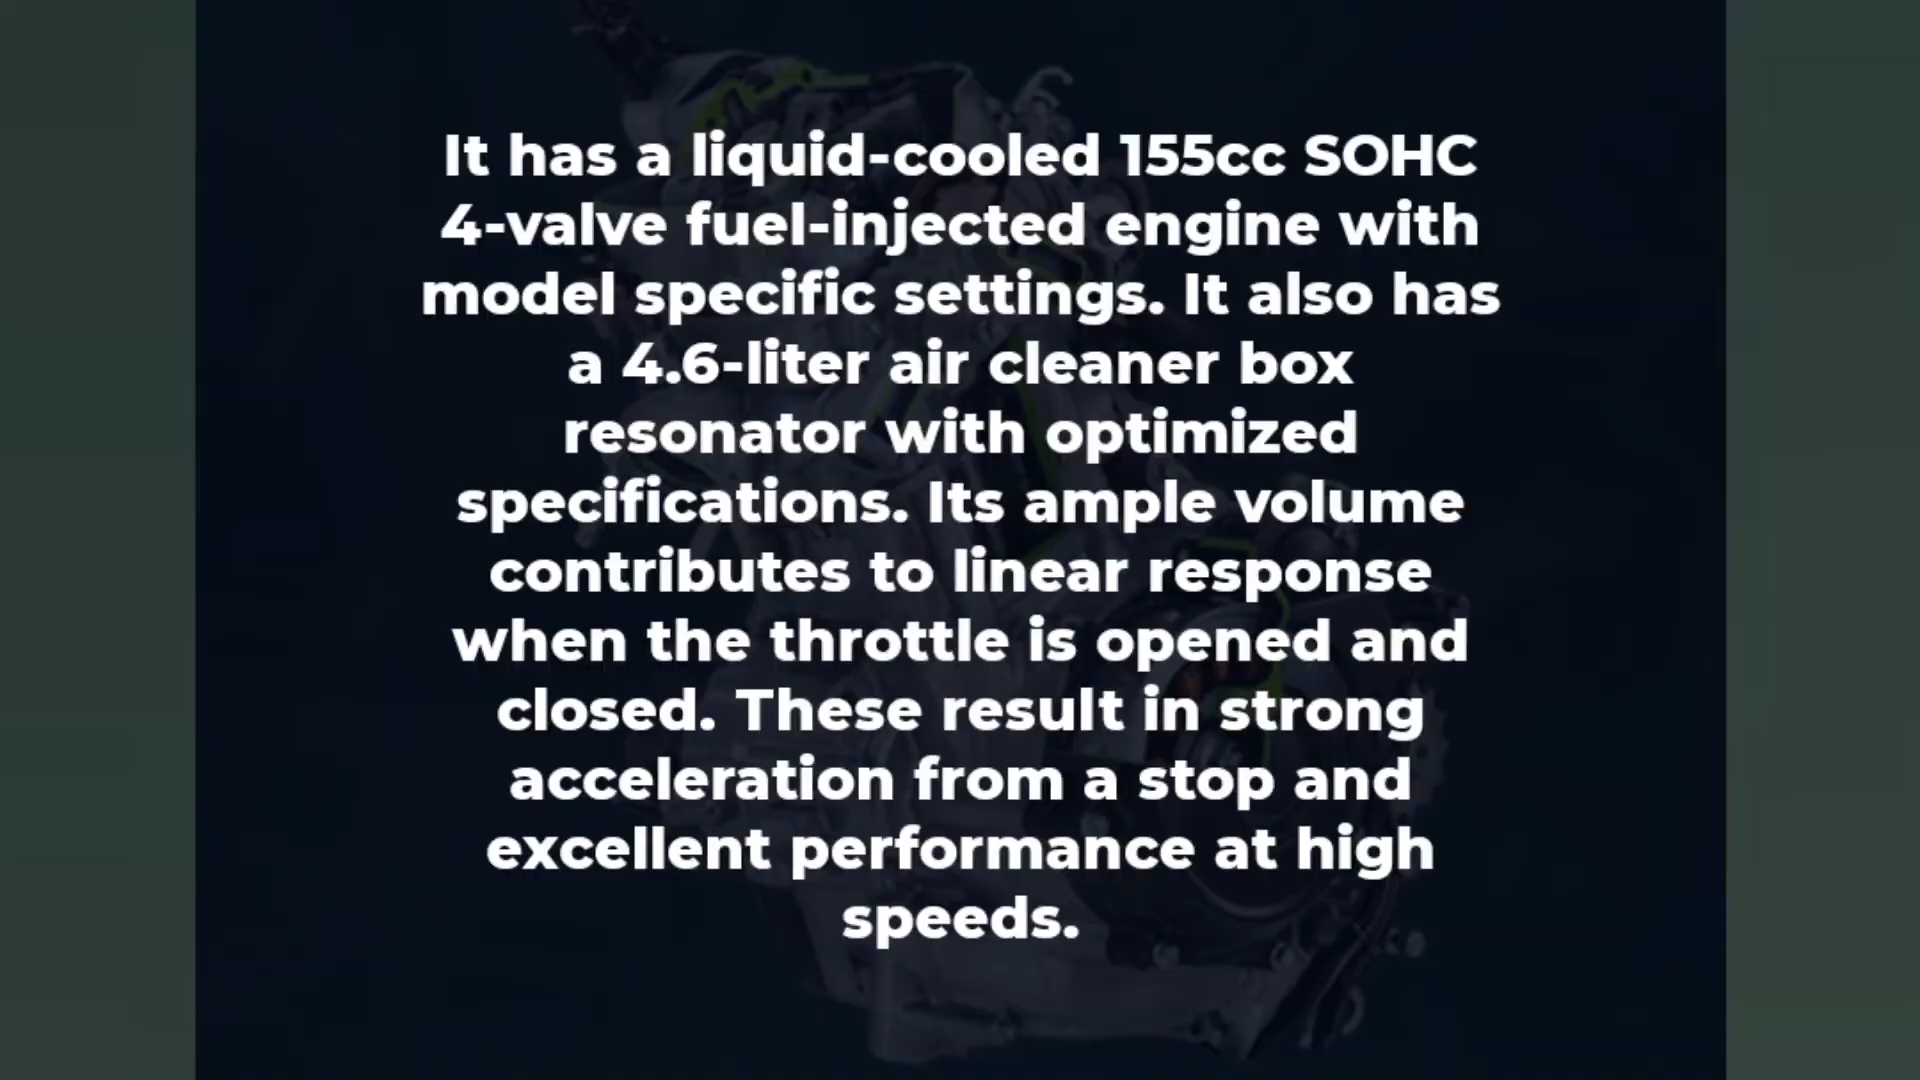 It has a liquid-cooled 155cc SOHC
4-valve fuel-injected engine with
model specific settings. It also has
a 4.6-liter air cleaner box
resonator with optimized
specifications. Its ample volume
contributes to linear response
when the throttle is opened and
closed. These result in strong
acceleration from a stop and
excellent performance at high
speeds.